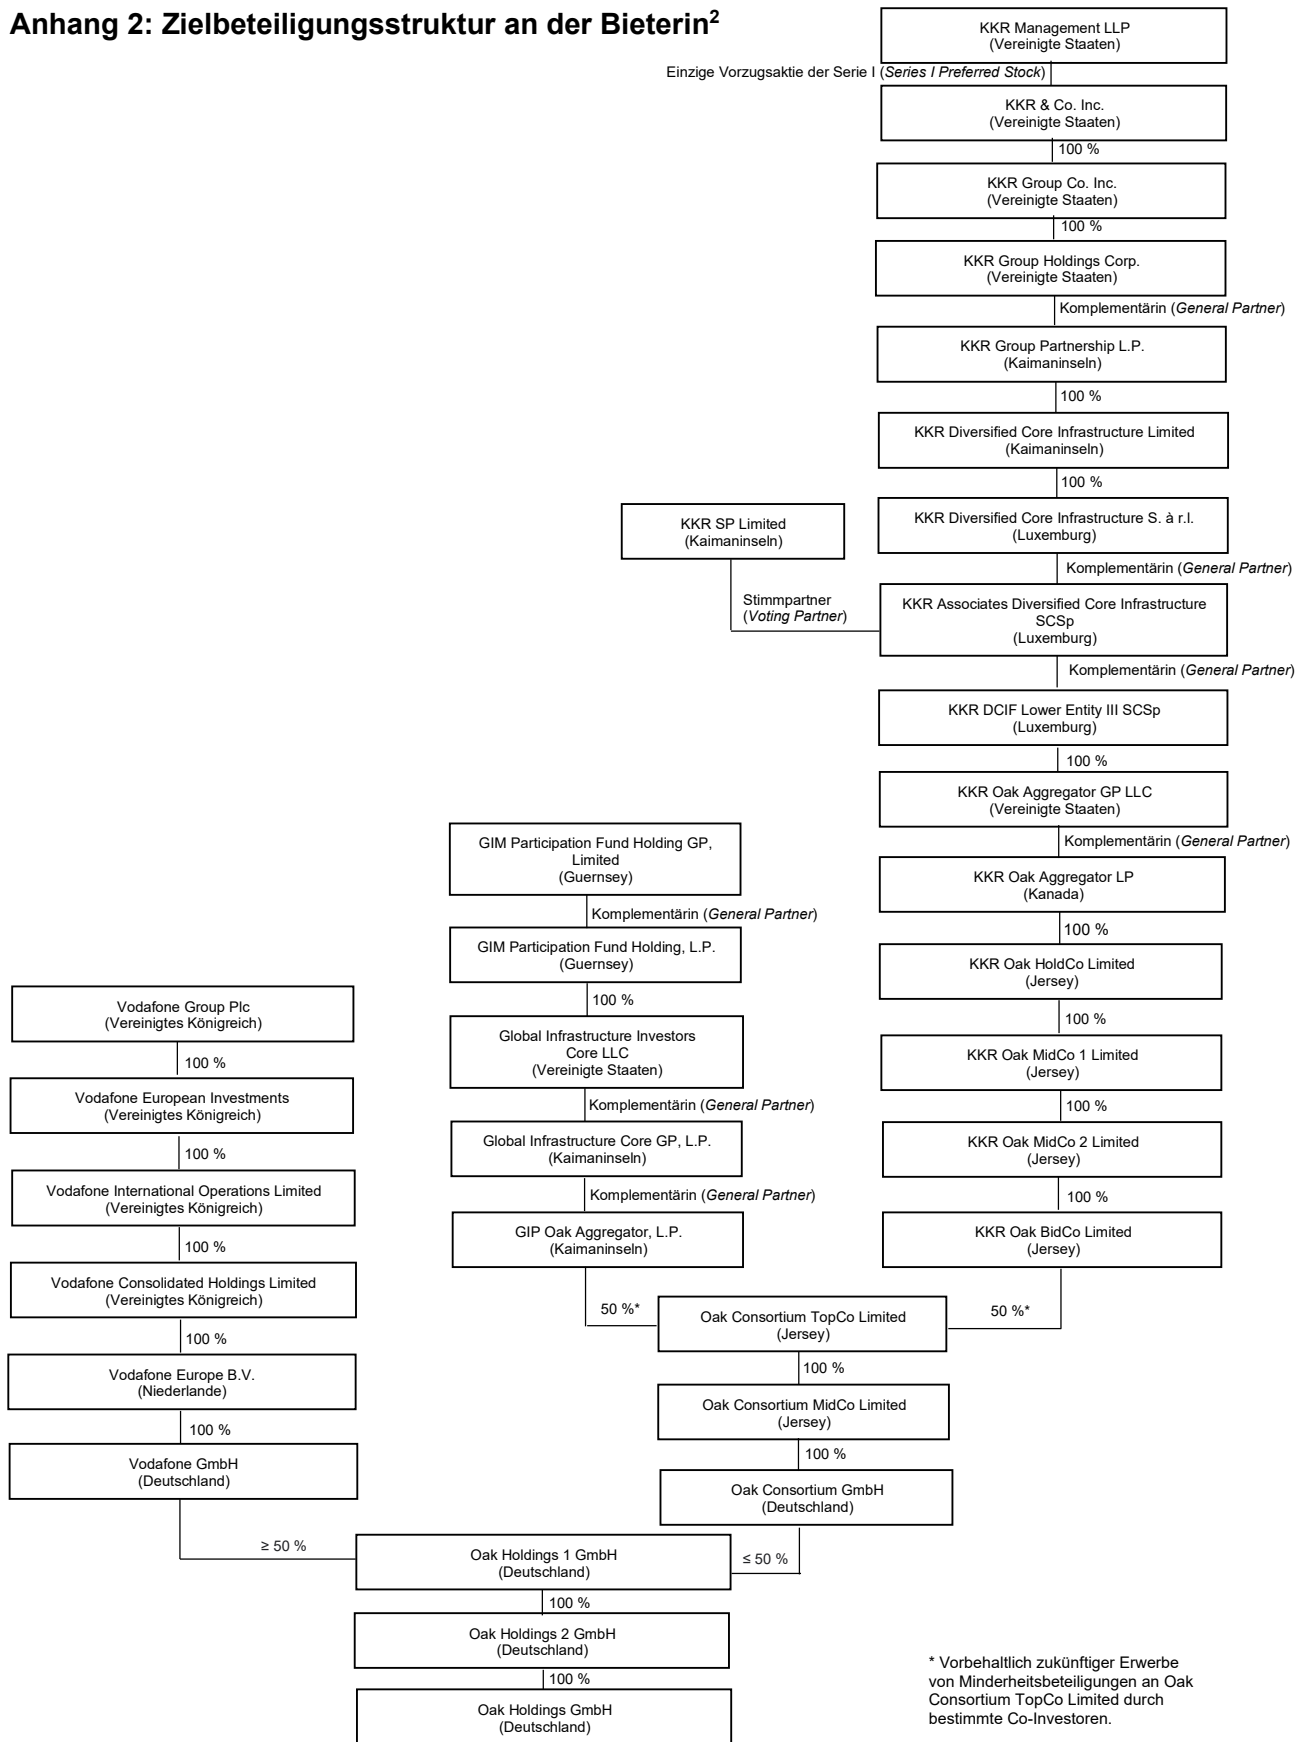 Anhang 2: Zielbeteiligungsstruktur an der Bieterin2
KKR Management LLP
(Vereinigte Staaten)
Einzige Vorzugsaktie der Serie I (Series I Preferred Stock)
KKR & Co. Inc.
(Vereinigte Staaten)
100 %
KKR Group Co. Inc.
(Vereinigte Staaten)
100 %
KKR Group Holdings Corp.
(Vereinigte Staaten)
Komplementärin (General Partner)
KKR Group Partnership L.P.
(Kaimaninseln)
100 %
KKR Diversified Core Infrastructure Limited
(Kaimaninseln)
100 %
KKR Diversified Core Infrastructure S. à r.l.
(Luxemburg)
Komplementärin (General Partner)
KKR SP Limited
(Kaimaninseln)
Stimmpartner
(Voting Partner)
KKR Associates Diversified Core Infrastructure
SCSp
(Luxemburg)
Komplementärin (General Partner)
KKR DCIF Lower Entity III SCSp
(Luxemburg)
100 %
KKR Oak Aggregator GP LLC
(Vereinigte Staaten)
Komplementärin (General Partner)
KKR Oak Aggregator LP
(Kanada)
100 %
KKR Oak HoldCo Limited
(Jersey)
100 %
KKR Oak MidCo 1 Limited
(Jersey)
100 %
KKR Oak MidCo 2 Limited
(Jersey)
100 %
KKR Oak BidCo Limited
(Jersey)
50 %*
GIM Participation Fund Holding GP,
Limited
(Guernsey)
Komplementärin (General Partner)
GIM Participation Fund Holding, L.P.
(Guernsey)
100 %
Global Infrastructure Investors
Core LLC
(Vereinigte Staaten)
Komplementärin (General Partner)
Global Infrastructure Core GP, L.P.
(Kaimaninseln)
Komplementärin (General Partner)
GIP Oak Aggregator, L.P.
(Kaimaninseln)
50 %*
Oak Consortium TopCo Limited
(Jersey)
100 %
Oak Consortium MidCo Limited
(Jersey)
100 %
Oak Consortium GmbH
(Deutschland)
≤ 50 %
Vodafone Group Plc
(Vereinigtes Königreich)
100 %
Vodafone European Investments
(Vereinigtes Königreich)
100 %
Vodafone International Operations Limited
(Vereinigtes Königreich)
100 %
Vodafone Consolidated Holdings Limited
(Vereinigtes Königreich)
100 %
Vodafone Europe B.V.
(Niederlande)
100 %
Vodafone GmbH
(Deutschland)
≥ 50 %
Oak Holdings 1 GmbH
(Deutschland)
100 %
Oak Holdings 2 GmbH
(Deutschland)
100 %
Oak Holdings GmbH
(Deutschland)
* Vorbehaltlich zukünftiger Erwerbe
von Minderheitsbeteiligungen an Oak
Consortium TopCo Limited durch
bestimmte Co-Investoren.